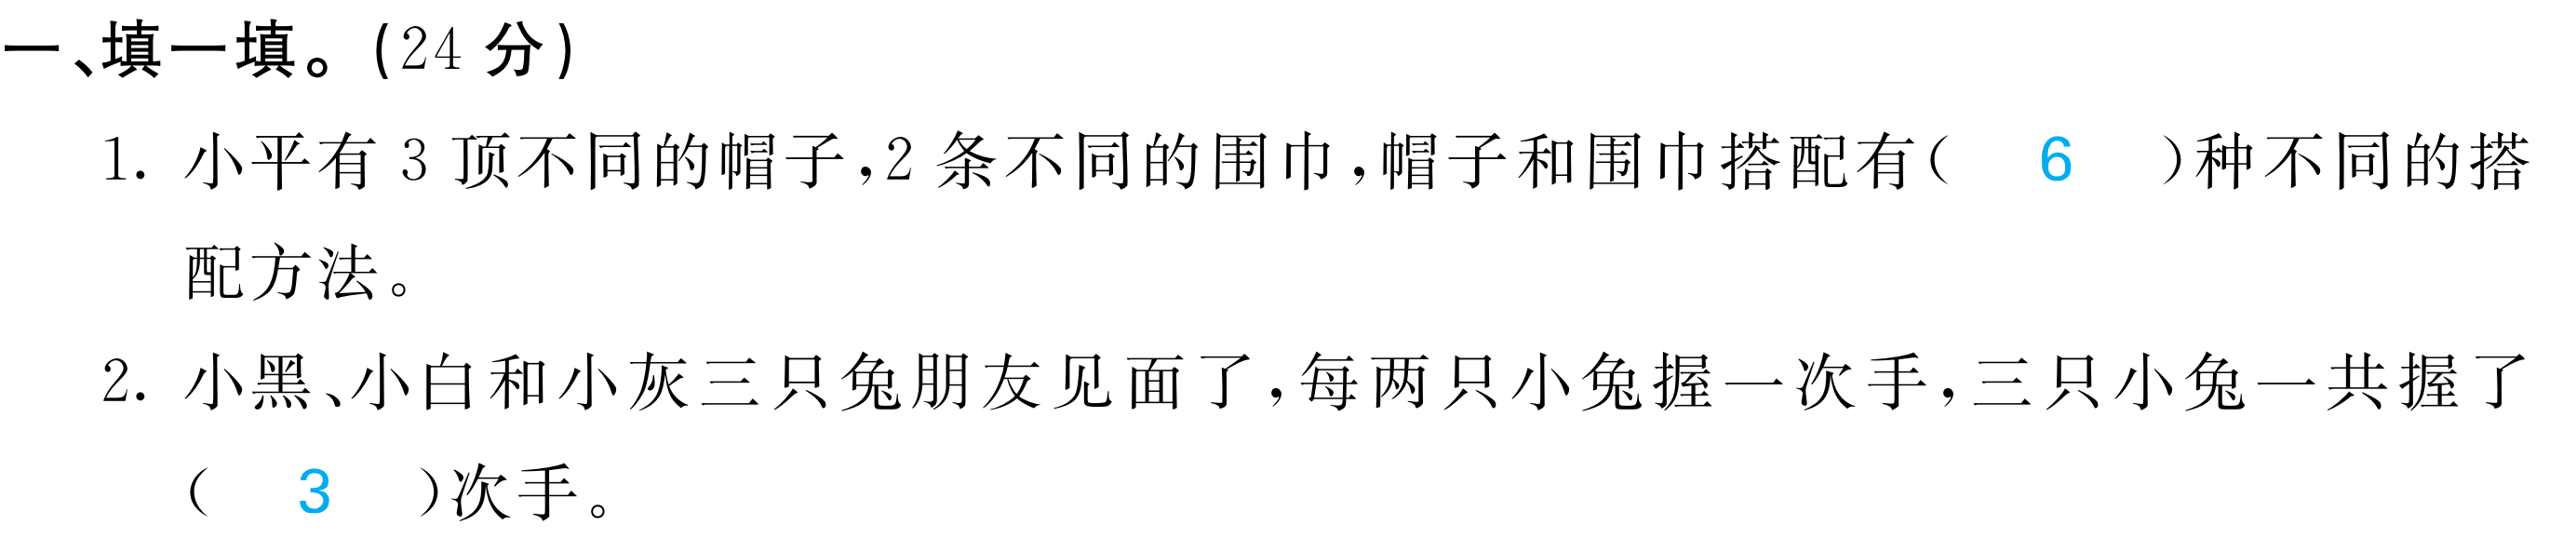 一、填一填。(24 分)
1. 小平有 3 顶不同的帽子,2 条不同的围巾,帽子和围巾搭配有( 6 )种不同的搭
配方法。
2. 小黑、小白和小灰三只兔朋友见面了,每两只小兔握一次手,三只小兔一共握了
( 3 )次手。